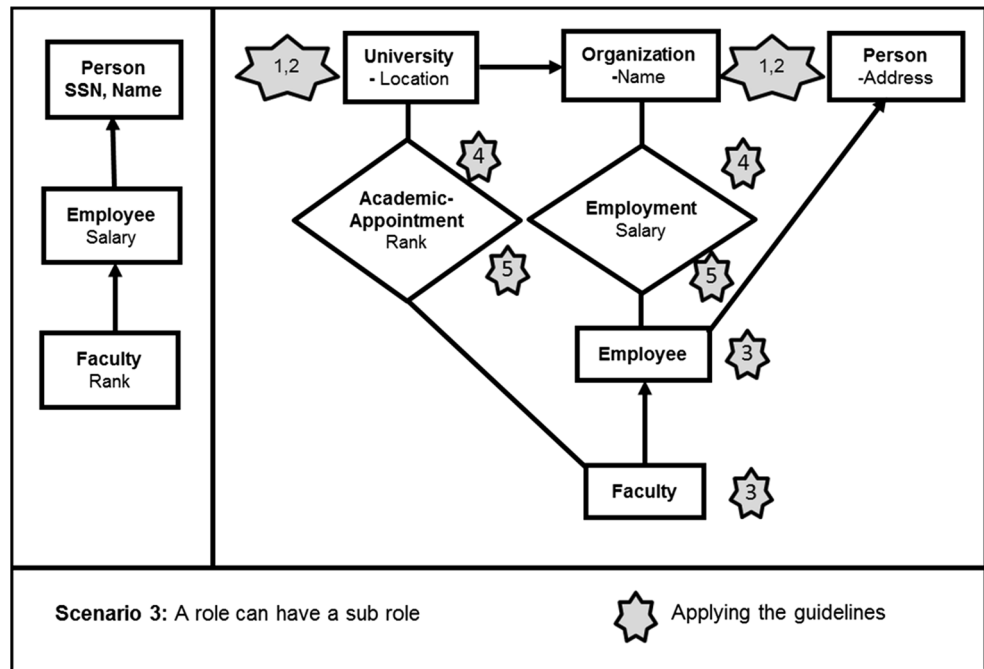 Person
SSN, Name
Employee
Salary
Faculty
Rank
1,2
University
- Location
Organization
-Name
1,2
Person
-Address
4
Academic-
Appointment
Rank
5
4
Employment
Salary
5
Employee
3
Faculty
3
Scenario 3: A role can have a sub role
Applying the guidelines